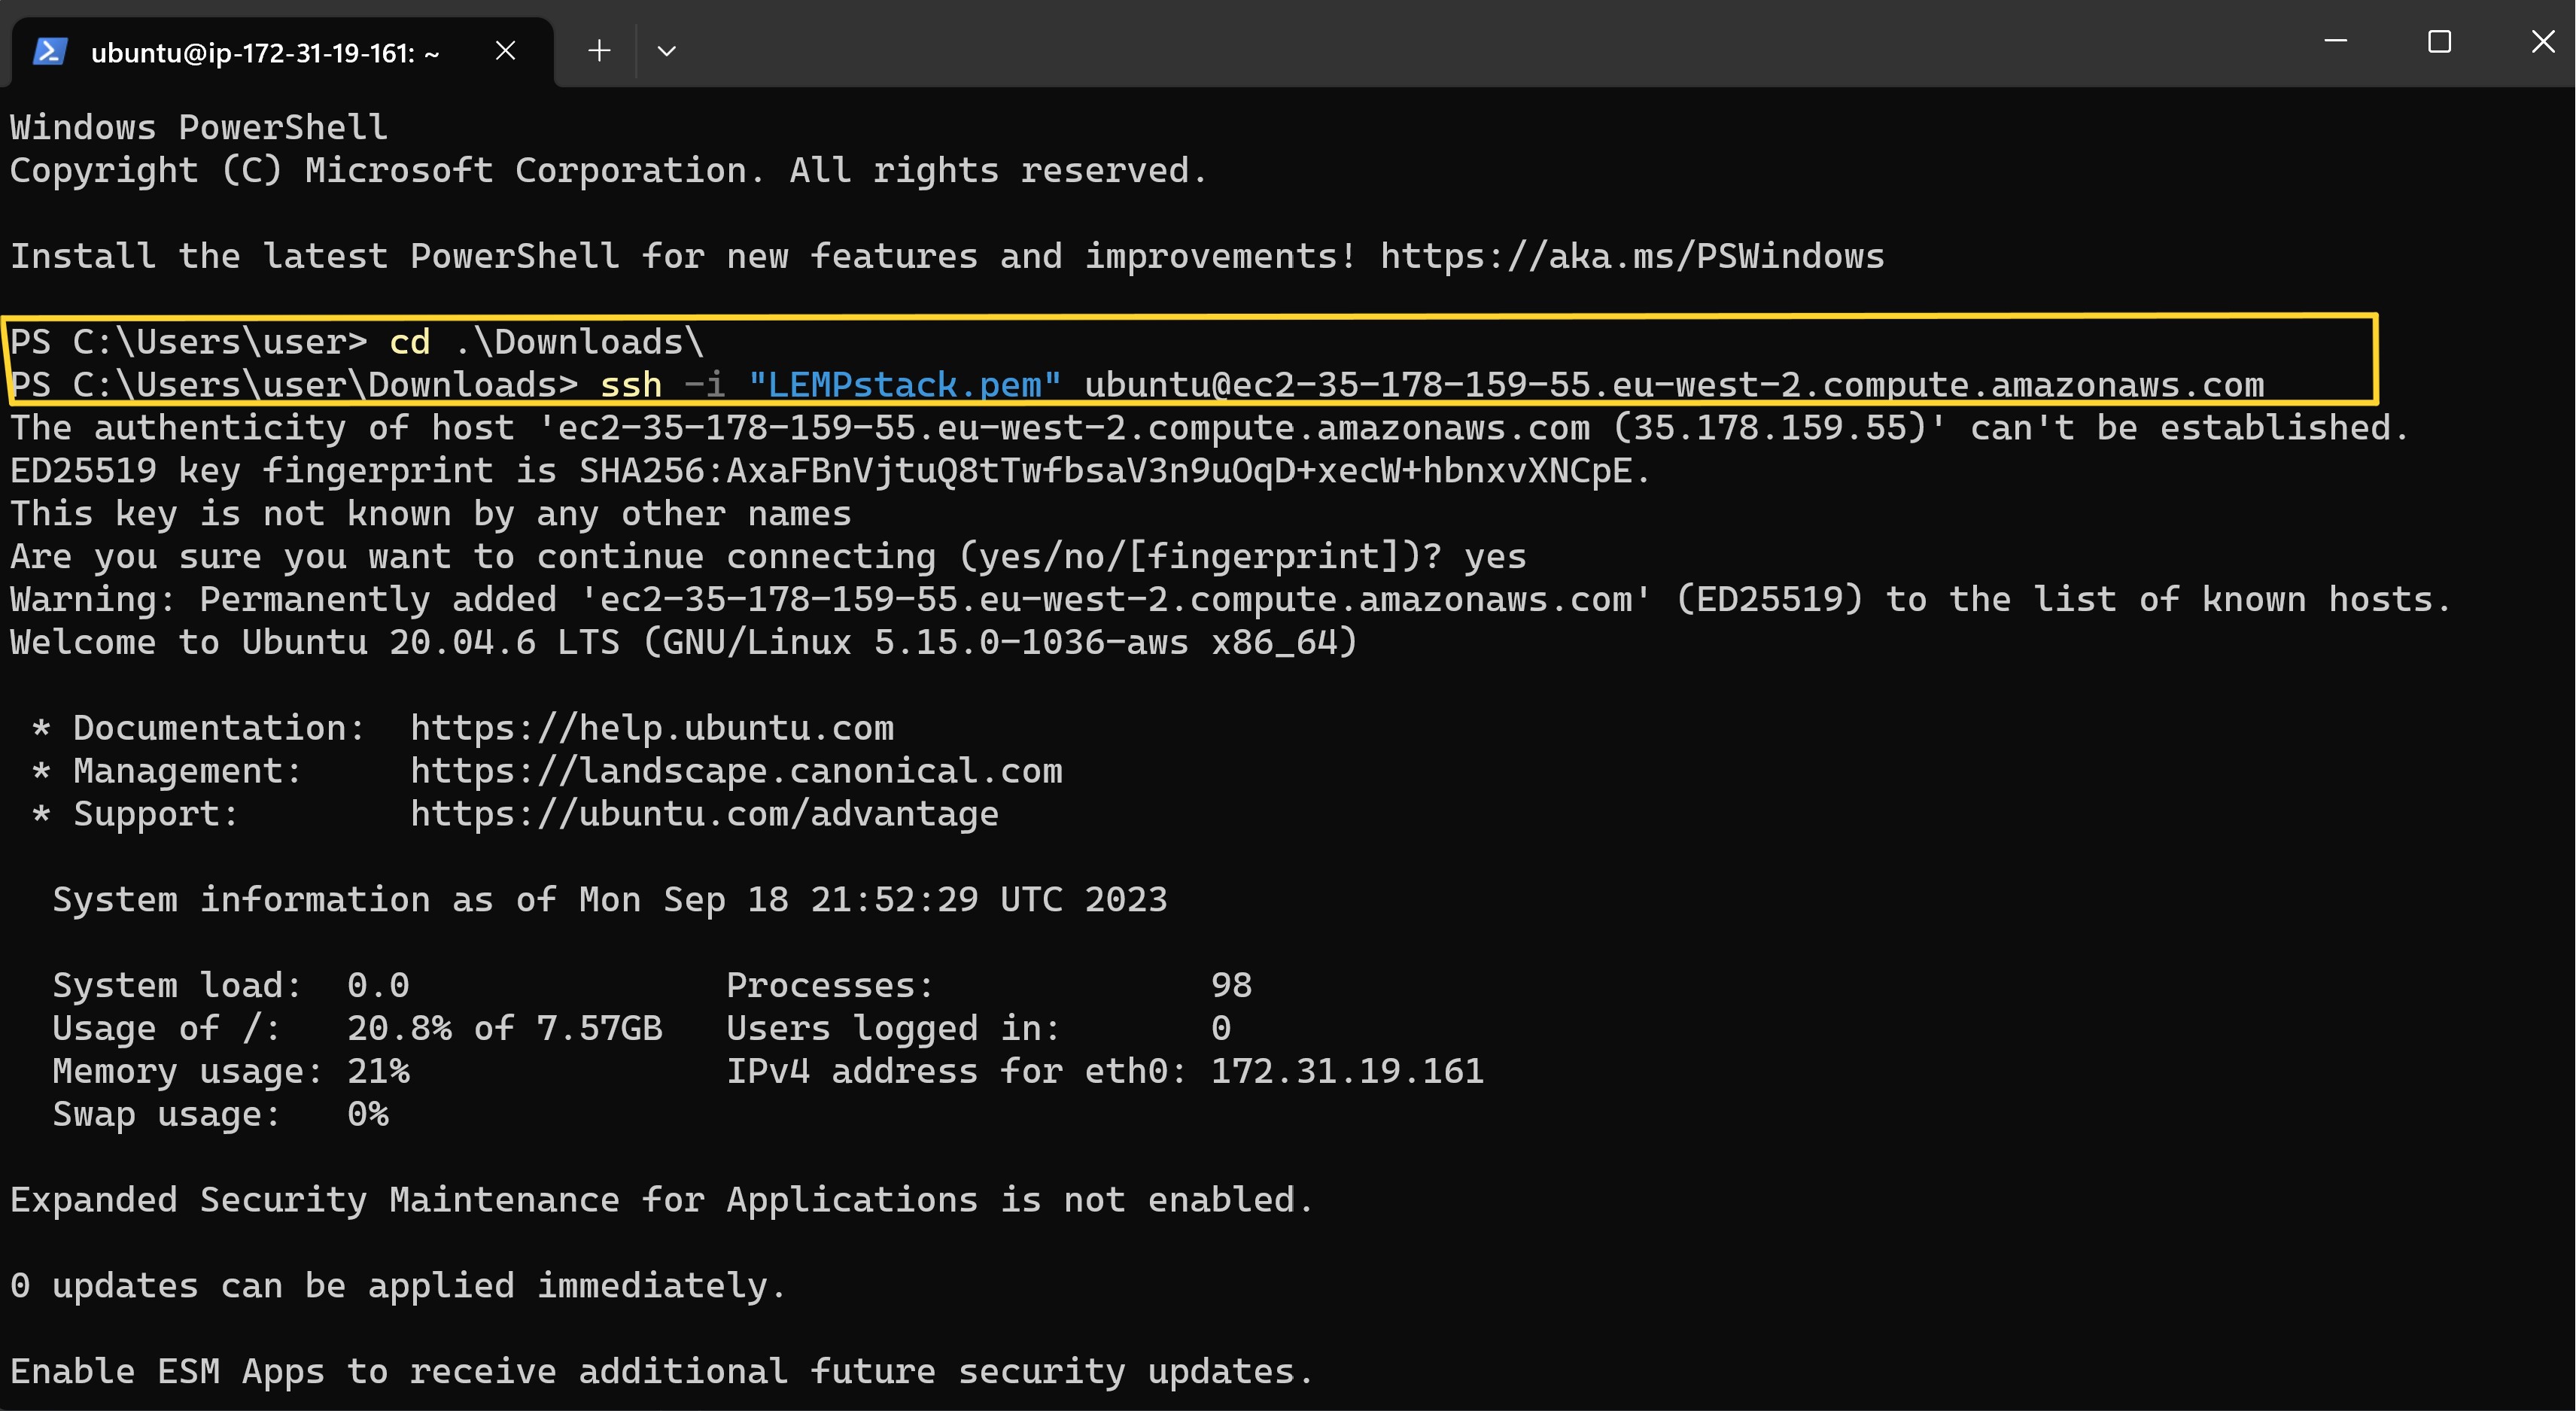 ubuntu@ip-172-31-19-161: ~
Windows PowerShell
Copyright (C) Microsoft Corporation. All rights reserved.
Install the latest PowerShell for new features and improvements! https://aka.ms/PSWindows
PS C:\Users\user> cd .\Downloads\
PS C:\Users\user\Downloads> ssh -i "LEMPstack.pem" ubuntu@ec2-35-178-159-55.eu-west-2.compute.amazonaws.com
The authenticity of host 'ec2-35-178-159-55.eu-west-2.compute.amazonaws.com (35.178.159.55)' can't be established.
ED25519 key fingerprint is SHA256:AxaFBnVjtuQ8tTwfbsaV3n9uOqD+xecW+hbnxvXNCpE.
This key is not known by any other names
Are you sure you want to continue connecting (yes/no/[fingerprint])? yes
Warning: Permanently added 'ec2-35-178-159-55.eu-west-2.compute.amazonaws.com' (ED25519) to the list of known hosts.
Welcome to Ubuntu 20.04.6 LTS (GNU/Linux 5.15.0-1036-aws x86_64)
* Documentation:  https://help.ubuntu.com
* Management:     https://landscape.canonical.com
* Support:        https://ubuntu.com/advantage
System information as of Mon Sep 18 21:52:29 UTC 2023
System load:  0.0               Processes:             98
Usage of /:   20.8% of 7.57GB   Users logged in:       0
Memory usage: 21%               IPv4 address for eth0: 172.31.19.161
Swap usage:   0%
Expanded Security Maintenance for Applications is not enabled.
0 updates can be applied immediately.
Enable ESM Apps to receive additional future security updates.